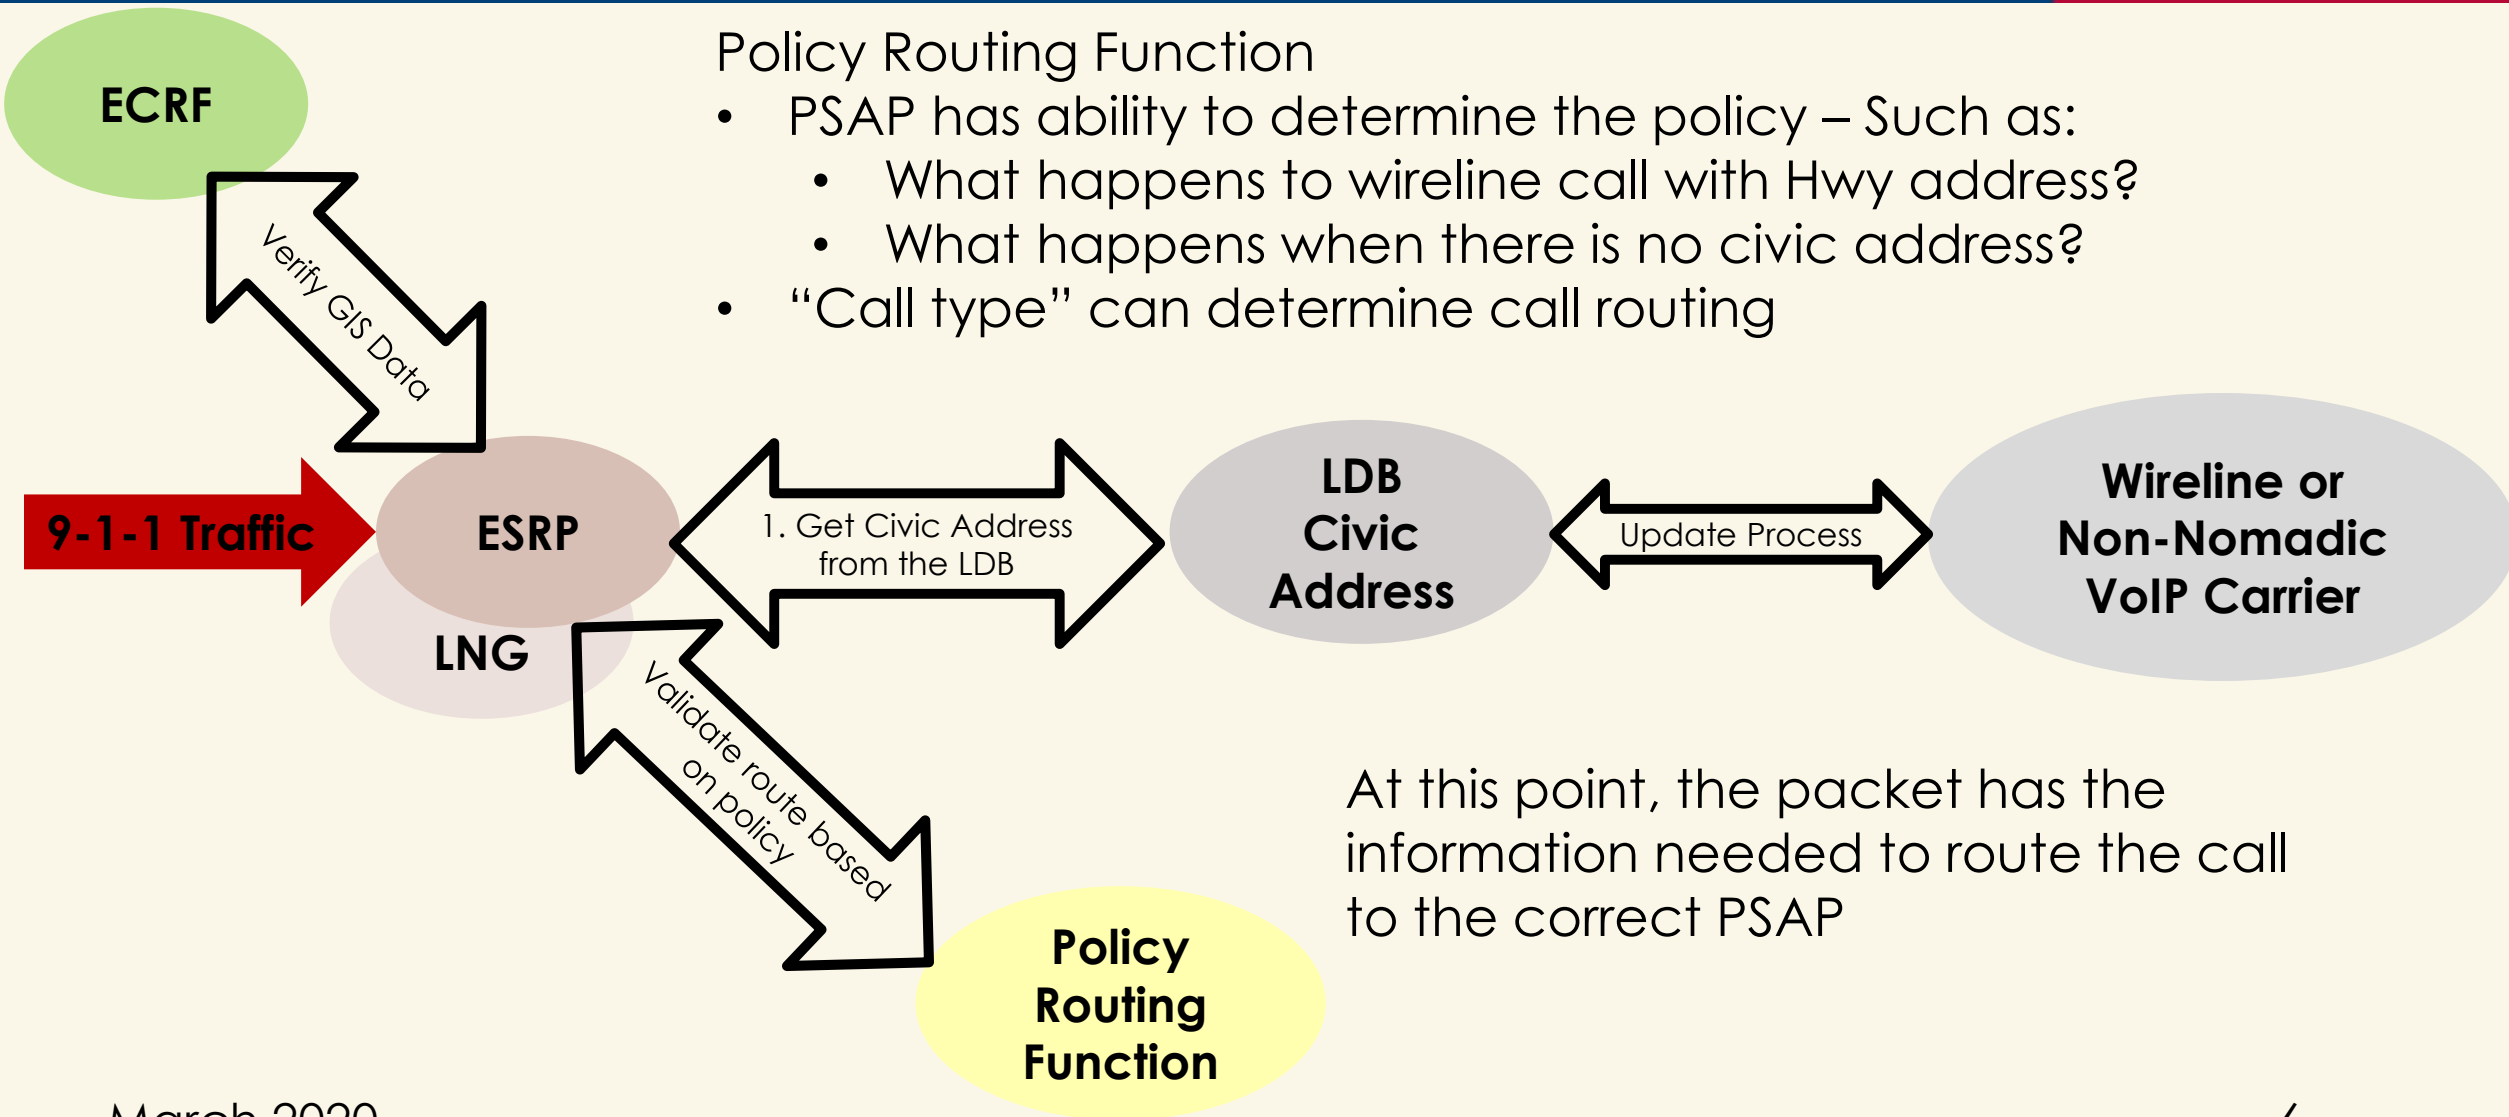 Policy Routing Function
• PSAP has ability to determine the policy – Such as:
• What happens to wireline call with Hwy address?
• What happens when there is no civic address?
• “Call type” can determine call routing
ECRF
Verify GIS Data
9-1-1 Traffic
ESRP
LNG
1. Get Civic Address
from the LDB
LDB
Civic
Address
Update Process
Wireline or
Non-Nomadic
VoIP Carrier
Validate route based
on policy
Policy
Routing
Function
At this point, the packet has the
information needed to route the call
to the correct PSAP
March 2020